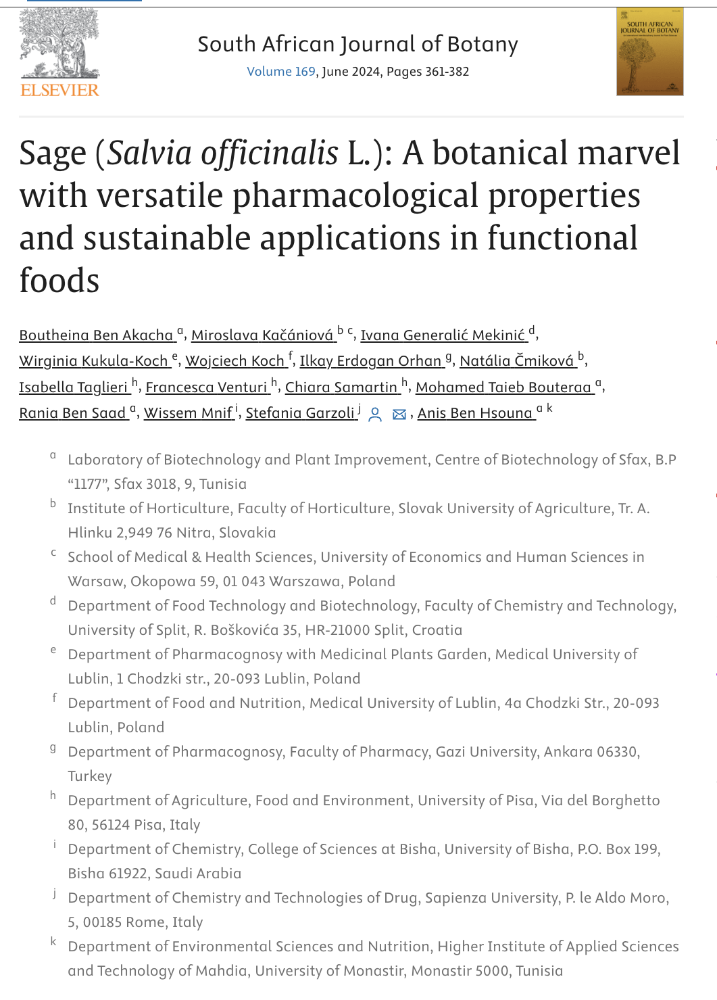 ELSEVIER
South African Journal of Botany
Volume 169, June 2024, Pages 361-382
SOUTH AFRICAN
JOURNAL OF BOTANY
Sage (Salvia officinalis L.): A botanical marvel
with versatile pharmacological properties
and sustainable applications in functional
foods
Boutheina Ben Akacha a, Miroslava Kačániová b c, Ivana Generalić Mekinić d,
Wirginia Kukula-Koch e, Wojciech Koch f, Ilkay Erdogan Orhan g, Natália Čmiková b,
Isabella Taglieri h, Francesca Venturi h, Chiara Samartin h, Mohamed Taieb Bouteraa a,
Rania Ben Saad a, Wissem Mnif i, Stefania Garzoli j, Anis Ben Hsouna a k
a Laboratory of Biotechnology and Plant Improvement, Centre of Biotechnology of Sfax, B.P
“1177”, Sfax 3018, 9, Tunisia
b Institute of Horticulture, Faculty of Horticulture, Slovak University of Agriculture, Tr. A.
Hlinku 2,949 76 Nitra, Slovakia
c School of Medical & Health Sciences, University of Economics and Human Sciences in
Warsaw, Okopowa 59, 01 043 Warszawa, Poland
d Department of Food Technology and Biotechnology, Faculty of Chemistry and Technology,
University of Split, R. Boškovića 35, HR-21000 Split, Croatia
e Department of Pharmacognosy with Medicinal Plants Garden, Medical University of
Lublin, 1 Chodzki str., 20-093 Lublin, Poland
f Department of Food and Nutrition, Medical University of Lublin, 4a Chodzki Str., 20-093
Lublin, Poland
g Department of Pharmacognosy, Faculty of Pharmacy, Gazi University, Ankara 06330,
Turkey
h Department of Agriculture, Food and Environment, University of Pisa, Via del Borghetto
80, 56124 Pisa, Italy
i Department of Chemistry, College of Sciences at Bisha, University of Bisha, P.O. Box 199,
Bisha 61922, Saudi Arabia
j Department of Chemistry and Technologies of Drug, Sapienza University, P. le Aldo Moro,
5, 00185 Rome, Italy
k Department of Environmental Sciences and Nutrition, Higher Institute of Applied Sciences
and Technology of Mahdia, University of Monastir, Monastir 5000, Tunisia